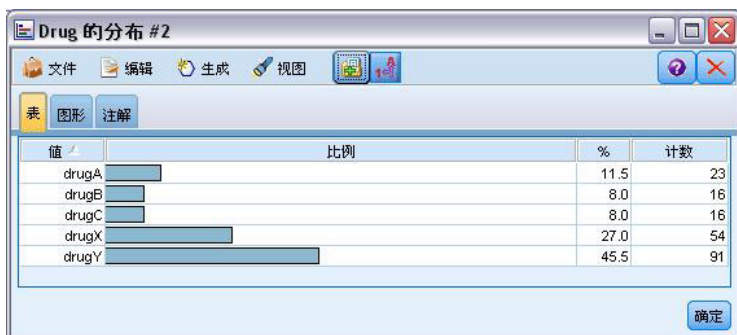 Drug 的分布 #2
文件 编辑 生成 视图
表 图形 注解
值 比例 % 计数
drugA 11.5 23
drugB 8.0 16
drugC 8.0 16
drugX 27.0 54
drugY 45.5 91
确定